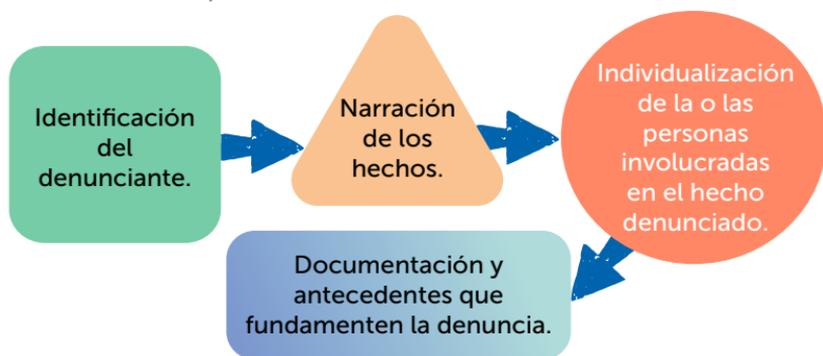 Identificación
del
denunciante.
Narración
de los
hechos.
Individualización
de la o las
personas
involucradas
en el hecho
denunciado.
Documentación y
antecedentes que
fundamenten la denuncia.